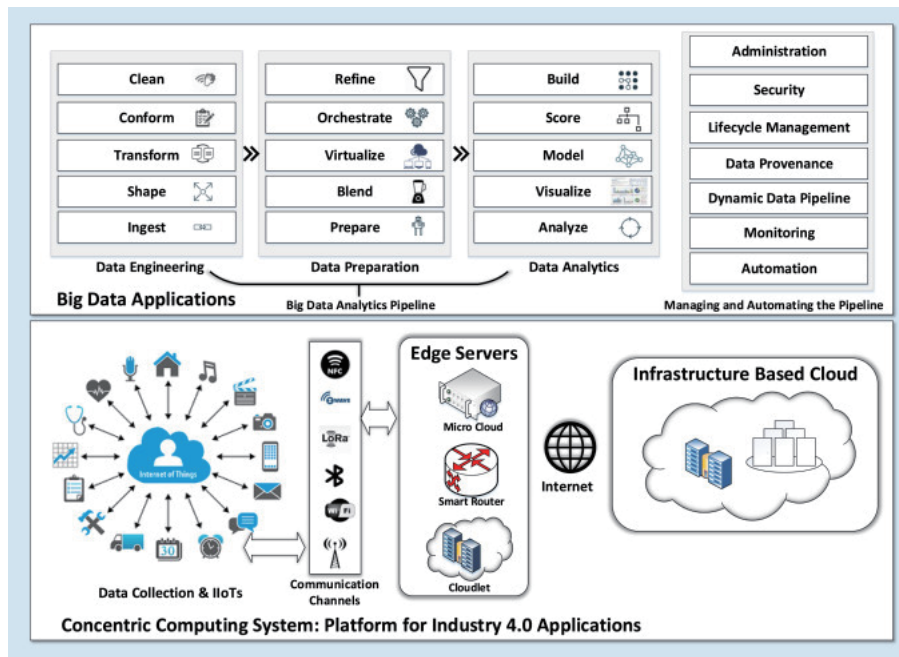 Clean
Conform
Transform
Shape
Ingest
Data Engineering
Refine
Orchestrate
Virtualize
Blend
Prepare
Data Preparation
Build
Score
Model
Visualize
Analyze
Data Analytics
Big Data Applications
Big Data Analytics Pipeline
Administration
Security
Lifecycle Management
Data Provenance
Dynamic Data Pipeline
Monitoring
Automation
Managing and Automating the Pipeline
Internet of Things
30
Data Collection & IIoTs
NFC
LoRa
Wi Fi
Communication
Channels
Edge Servers
Micro Cloud
Smart Router
Cloudlet
Internet
Infrastructure Based Cloud
Concentric Computing System: Platform for Industry 4.0 Applications